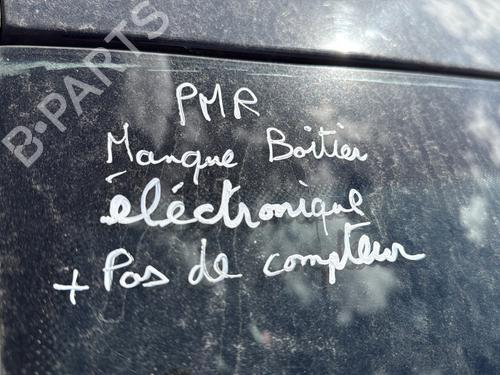 B-PARTS
PMR
Manque Boitier
éléctronique
+ Pas de compteur